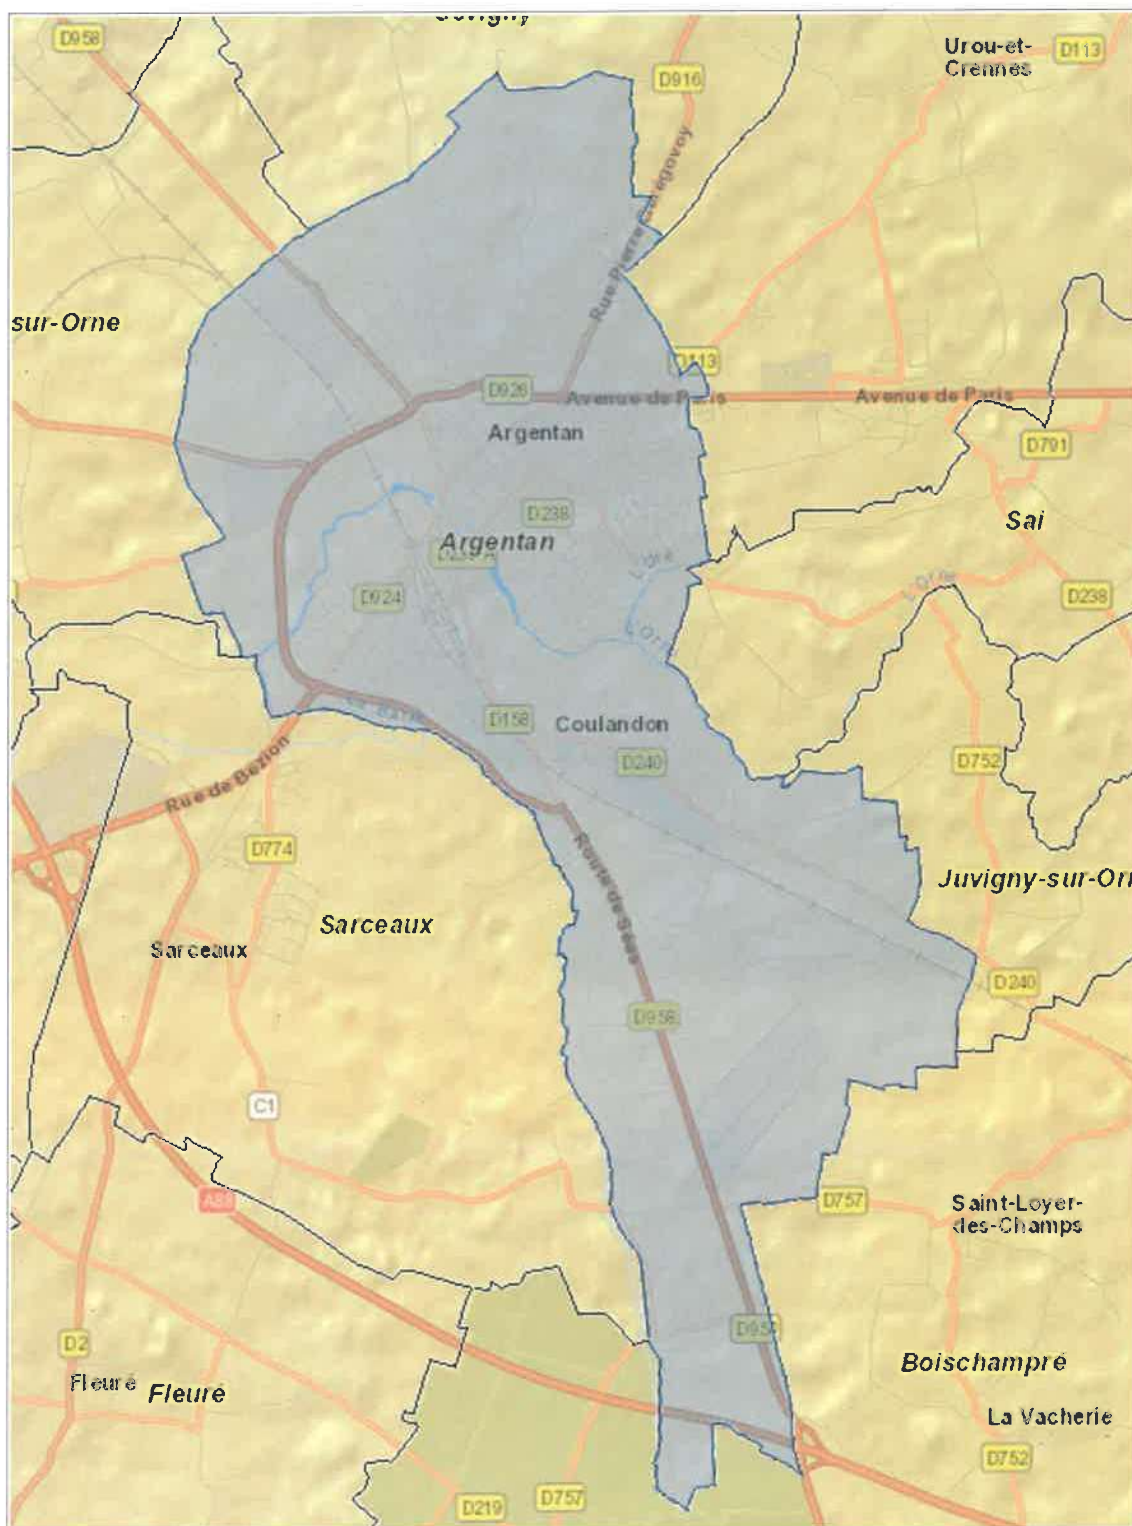 D958
D916
Urou-et-
Crennes
D113
Rue Pierre Bérégovoy
sur-Orne
D113
D926
Avenue de Paris
Avenue de Paris
Argentan
D791
D238
Sai
Argentan
L'Orne
L'Orne
D924
D238
L'Orne
D158
Coulandon
D240
D752
Rue de Bezion
D774
Route de Sées
Juvigny-sur-Orn
Sarceaux
Sarceaux
D240
D958
C1
A88
D757
Saint-Loyer-
des-Champs
D958
D2
Boischampré
Fleuré
Fleuré
La Vacherie
D752
D219
D757